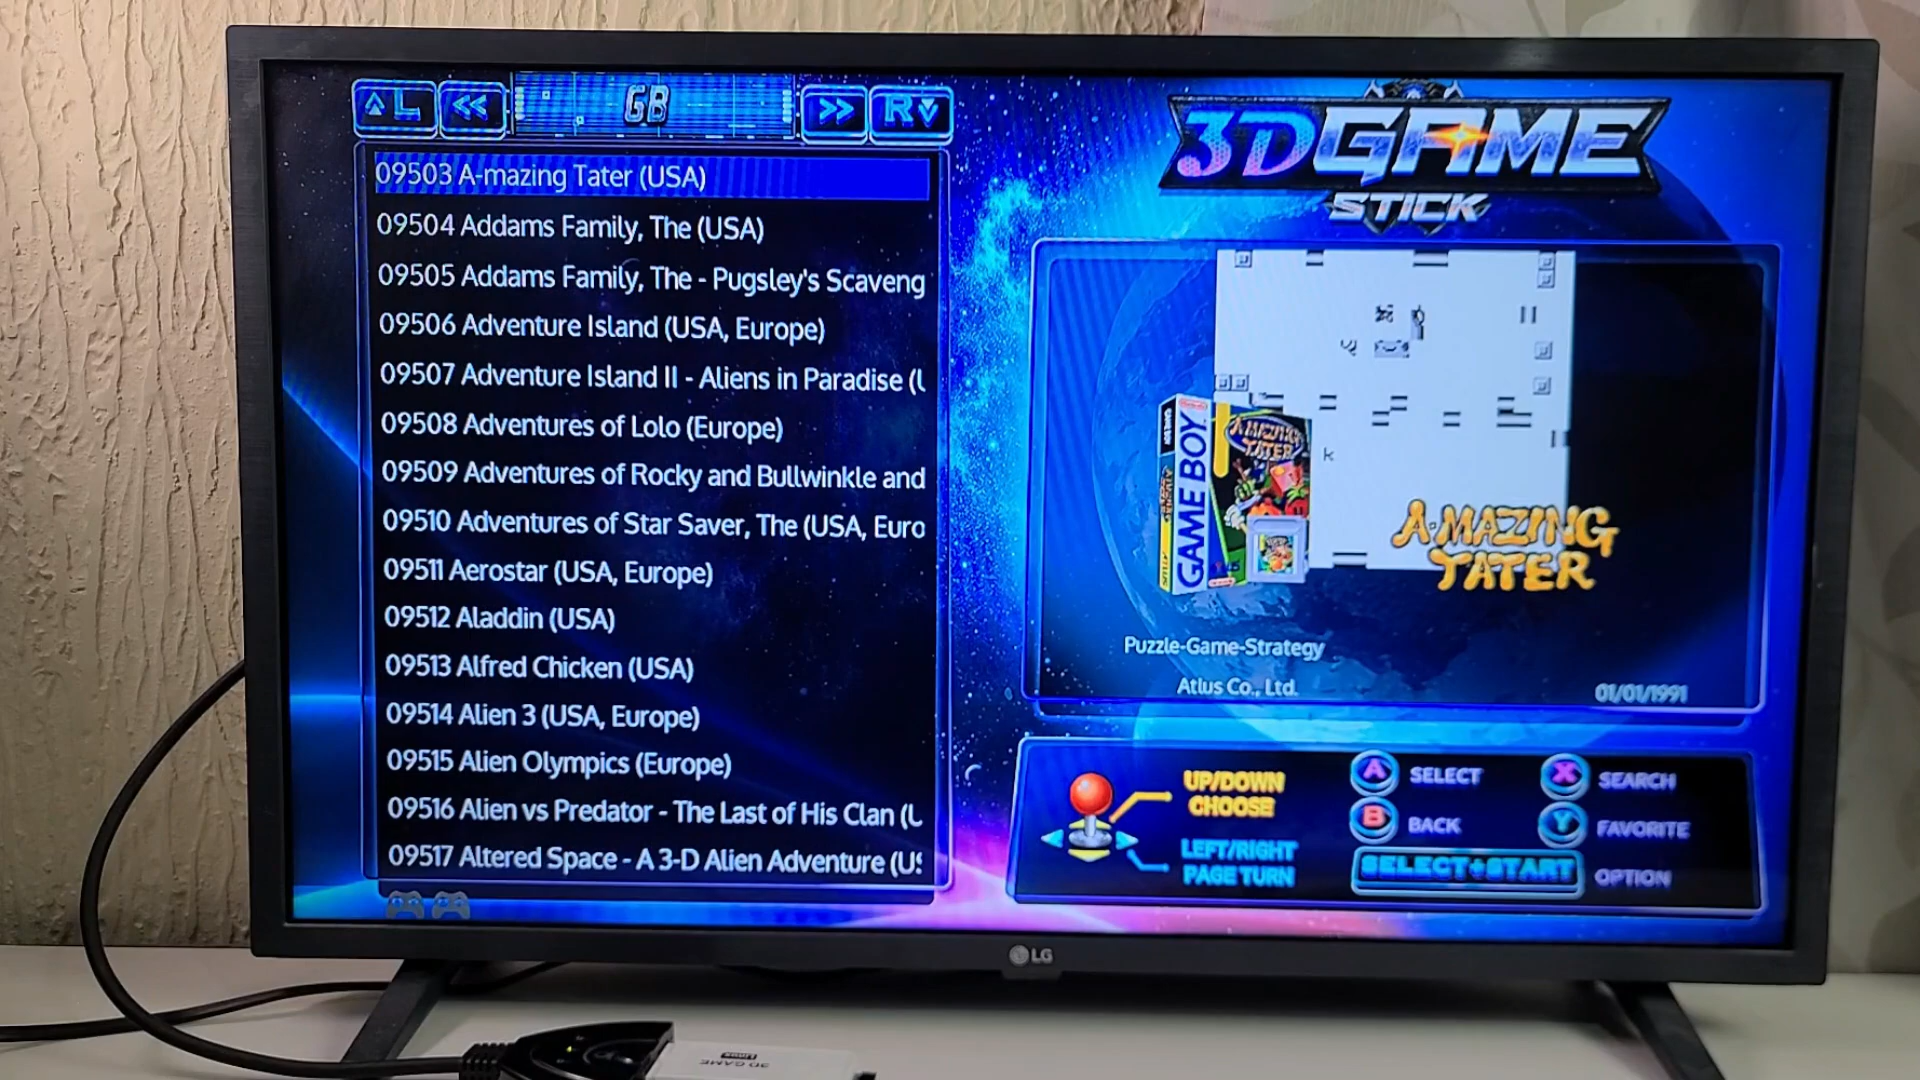 L
<<
GB
>>
R
09503 A-mazing Tater (USA)
09504 Addams Family, The (USA)
09505 Addams Family, The - Pugsley's Scaveng
09506 Adventure Island (USA, Europe)
09507 Adventure Island II - Aliens in Paradise (U
09508 Adventures of Lolo (Europe)
09509 Adventures of Rocky and Bullwinkle and
09510 Adventures of Star Saver, The (USA, Euro
09511 Aerostar (USA, Europe)
09512 Aladdin (USA)
09513 Alfred Chicken (USA)
09514 Alien 3 (USA, Europe)
09515 Alien Olympics (Europe)
09516 Alien vs Predator - The Last of His Clan (U
09517 Altered Space - A 3-D Alien Adventure (US
3D GAME
STICK
GAME BOY
A-MAZING
TATER
k
A-MAZING
TATER
Puzzle-Game-Strategy
Atlus Co., Ltd.
01/01/1991
UP/DOWN
CHOOSE
LEFT/RIGHT
PAGE TURN
A SELECT
X SEARCH
B BACK
Y FAVORITE
SELECT+START OPTION
LG
3D GAME
Linux